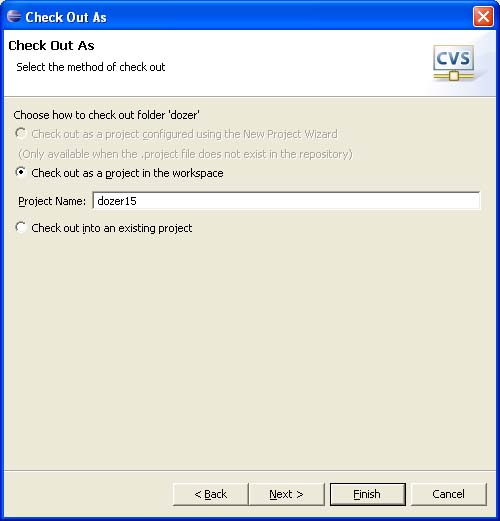 Check Out As
Check Out As
Select the method of check out
CVS
Choose how to check out folder 'dozer'
Check out as a project configured using the New Project Wizard
(Only available when the .project file does not exist in the repository)
Check out as a project in the workspace
Project Name: dozer15
Check out into an existing project
< Back Next > Finish Cancel